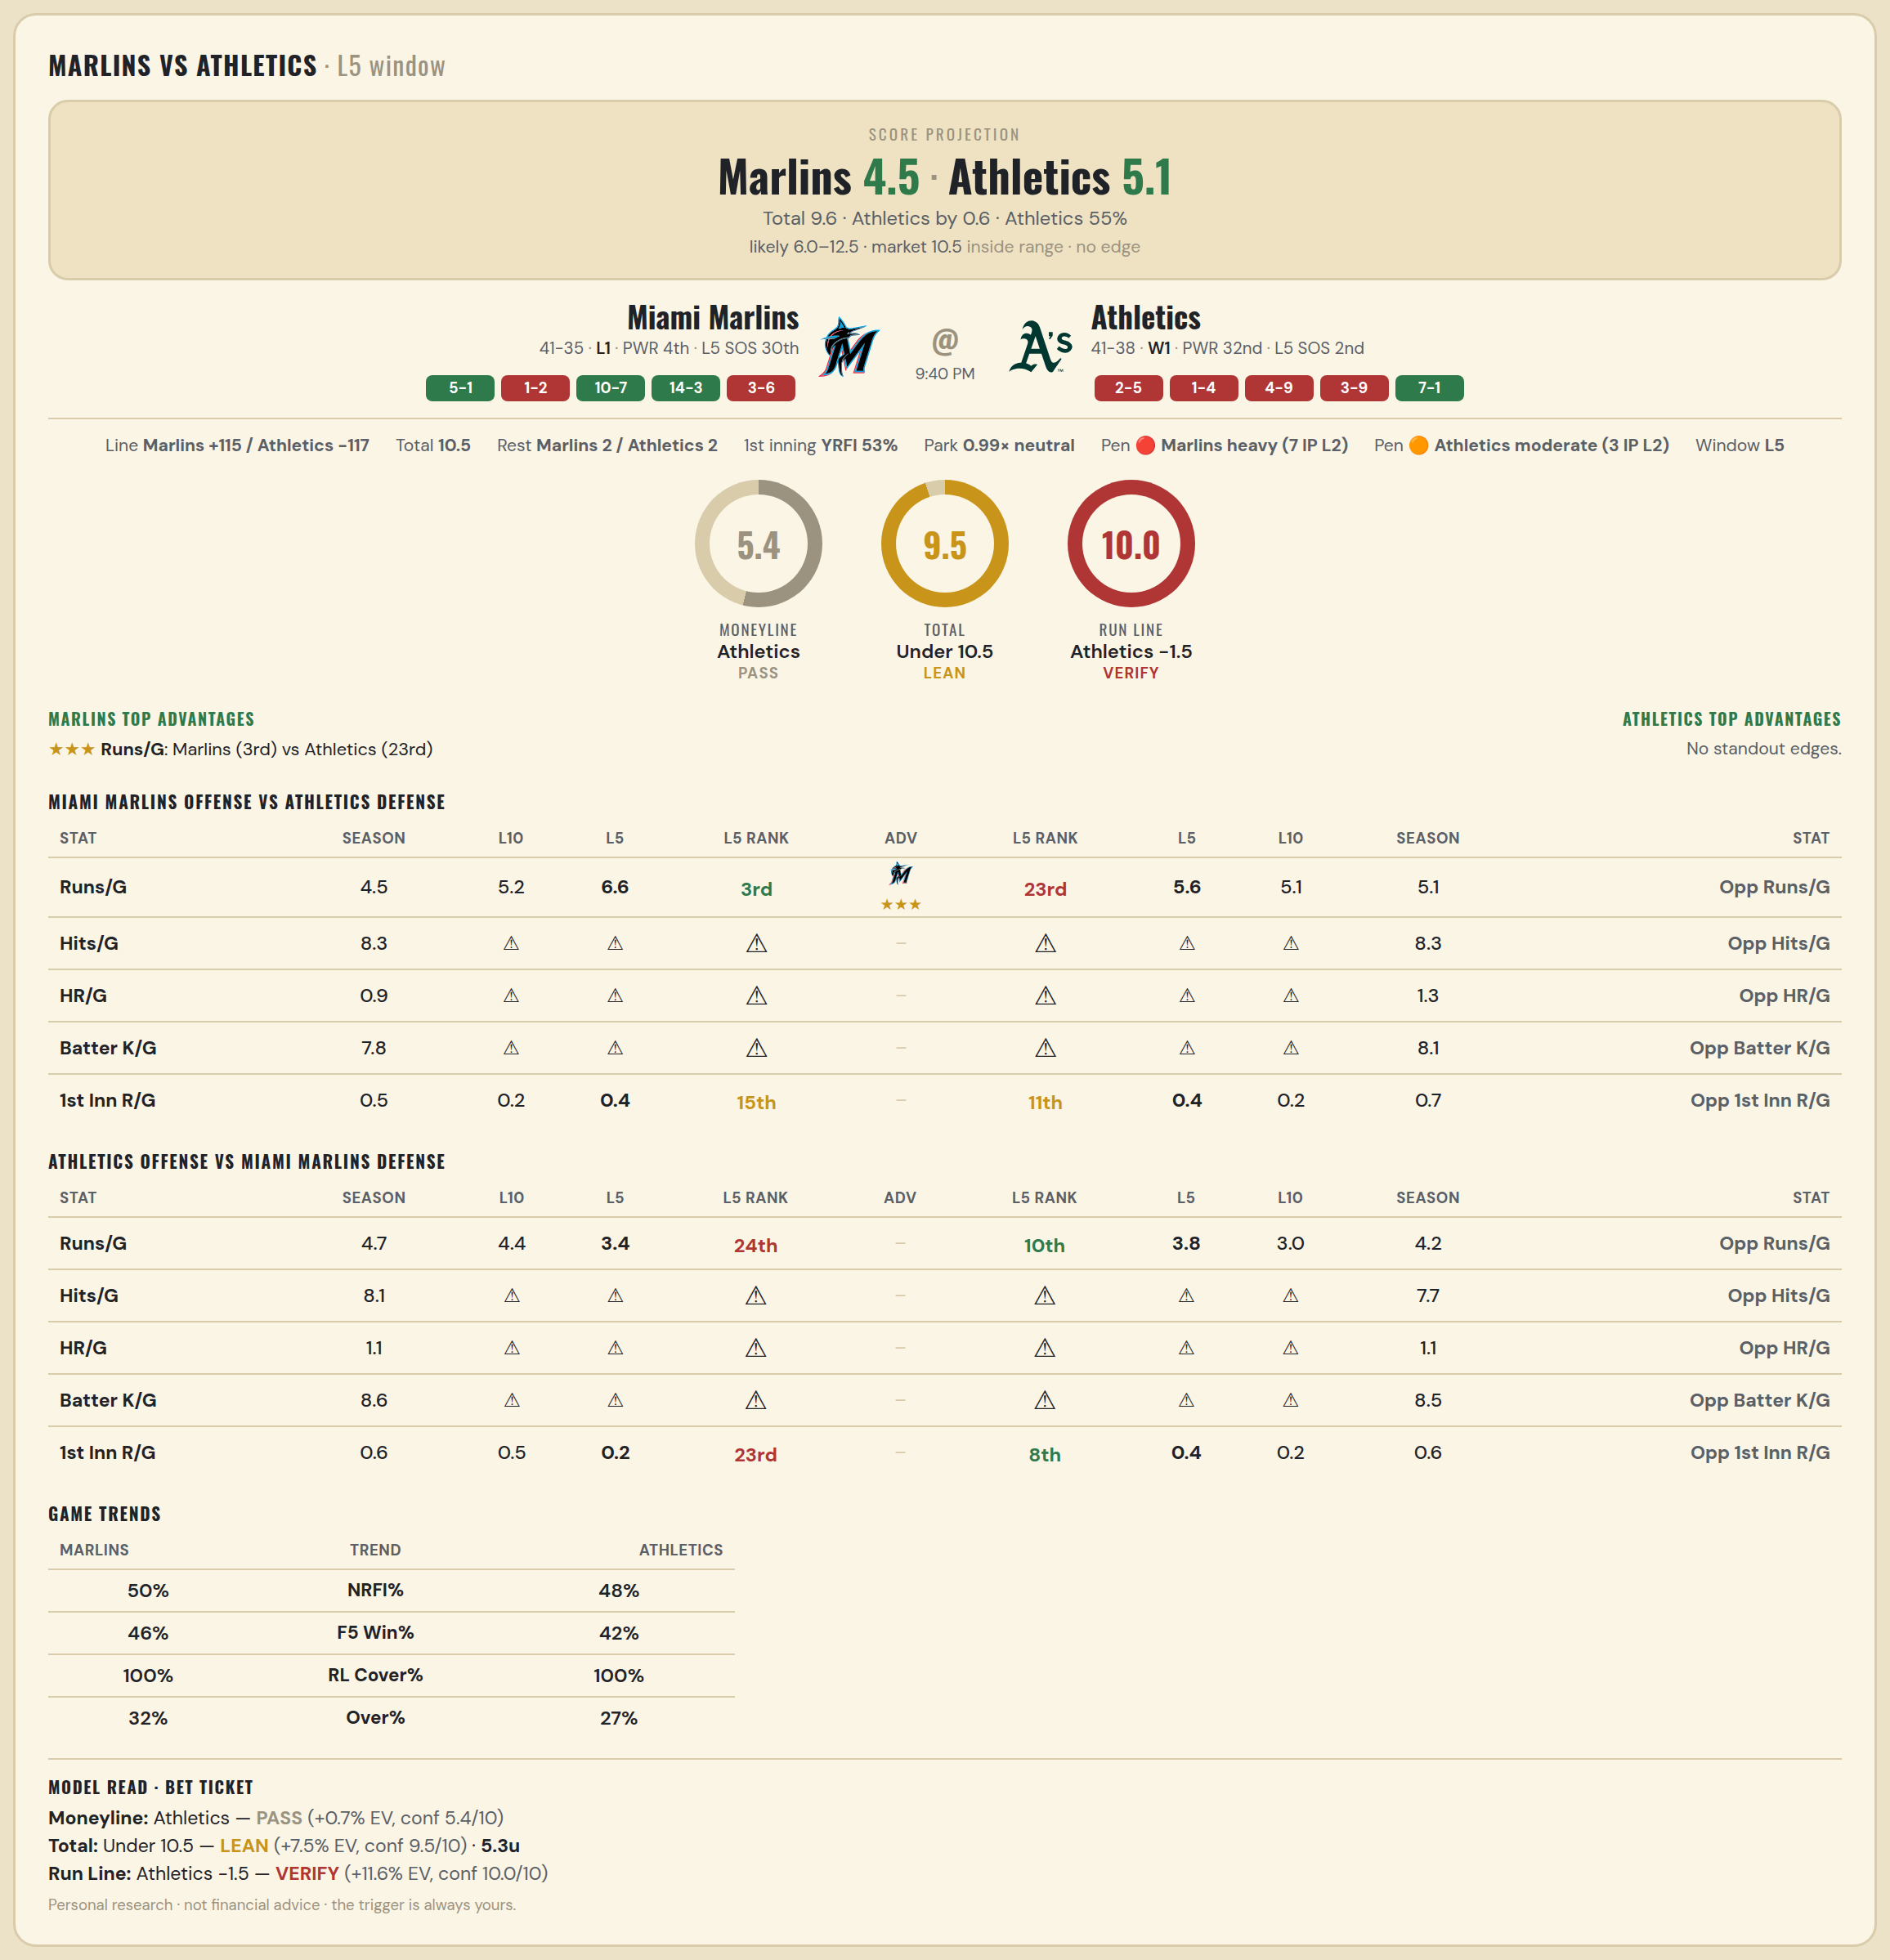 MARLINS VS ATHLETICS · L5 window
SCORE PROJECTION
Marlins 4.5 · Athletics 5.1
Total 9.6 · Athletics by 0.6 · Athletics 55%
likely 6.0–12.5 · market 10.5 inside range · no edge
Miami Marlins
41-35 · L1 · PWR 4th · L5 SOS 30th
5-1 1-2 10-7 14-3 3-6
@
9:40 PM
A's
Athletics
41-38 · W1 · PWR 32nd · L5 SOS 2nd
2-5 1-4 4-9 3-9 7-1
Line Marlins +115 / Athletics -117 Total 10.5 Rest Marlins 2 / Athletics 2 1st inning YRFI 53% Park 0.99× neutral Pen 🔴 Marlins heavy (7 IP L2) Pen 🟠 Athletics moderate (3 IP L2) Window L5
5.4 9.5 10.0
MONEYLINE TOTAL RUN LINE
Athletics Under 10.5 Athletics -1.5
PASS LEAN VERIFY
MARLINS TOP ADVANTAGES
★★★ Runs/G: Marlins (3rd) vs Athletics (23rd)
ATHLETICS TOP ADVANTAGES
No standout edges.
MIAMI MARLINS OFFENSE VS ATHLETICS DEFENSE
STAT SEASON L10 L5 L5 RANK ADV L5 RANK L5 L10 SEASON STAT
Runs/G 4.5 5.2 6.6 3rd M ★★★ 23rd 5.6 5.1 5.1 Opp Runs/G
Hits/G 8.3 ⚠ ⚠ ⚠ – ⚠ ⚠ ⚠ 8.3 Opp Hits/G
HR/G 0.9 ⚠ ⚠ ⚠ – ⚠ ⚠ ⚠ 1.3 Opp HR/G
Batter K/G 7.8 ⚠ ⚠ ⚠ – ⚠ ⚠ ⚠ 8.1 Opp Batter K/G
1st Inn R/G 0.5 0.2 0.4 15th – 11th 0.4 0.2 0.7 Opp 1st Inn R/G
ATHLETICS OFFENSE VS MIAMI MARLINS DEFENSE
STAT SEASON L10 L5 L5 RANK ADV L5 RANK L5 L10 SEASON STAT
Runs/G 4.7 4.4 3.4 24th – 10th 3.8 3.0 4.2 Opp Runs/G
Hits/G 8.1 ⚠ ⚠ ⚠ – ⚠ ⚠ ⚠ 7.7 Opp Hits/G
HR/G 1.1 ⚠ ⚠ ⚠ – ⚠ ⚠ ⚠ 1.1 Opp HR/G
Batter K/G 8.6 ⚠ ⚠ ⚠ – ⚠ ⚠ ⚠ 8.5 Opp Batter K/G
1st Inn R/G 0.6 0.5 0.2 23rd – 8th 0.4 0.2 0.6 Opp 1st Inn R/G
GAME TRENDS
MARLINS TREND ATHLETICS
50% NRFI% 48%
46% F5 Win% 42%
100% RL Cover% 100%
32% Over% 27%
MODEL READ · BET TICKET
Moneyline: Athletics — PASS (+0.7% EV, conf 5.4/10)
Total: Under 10.5 — LEAN (+7.5% EV, conf 9.5/10) · 5.3u
Run Line: Athletics -1.5 — VERIFY (+11.6% EV, conf 10.0/10)
Personal research · not financial advice · the trigger is always yours.